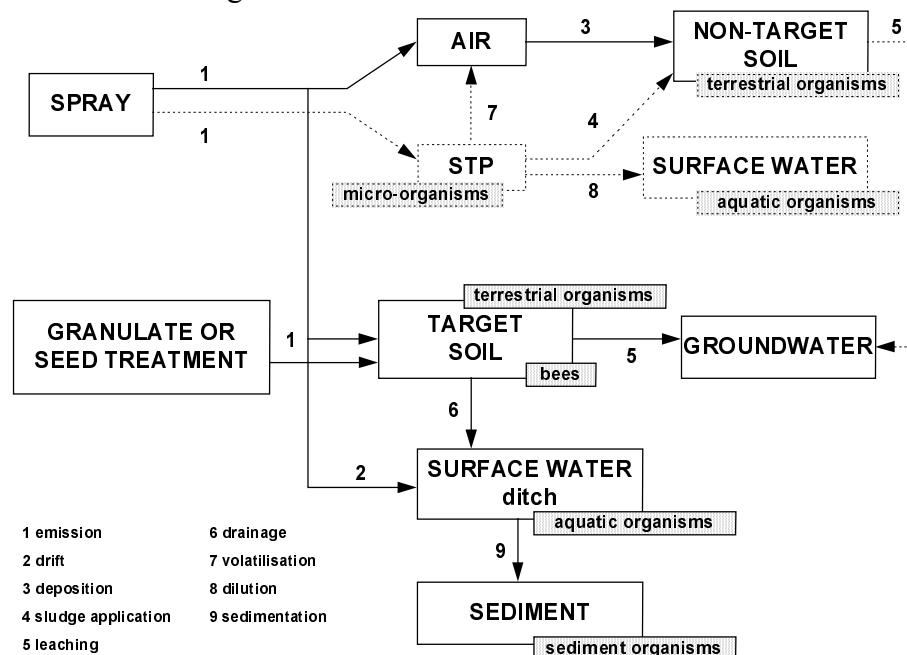 AIR
3
NON-TARGET
SOIL
5
terrestrial organisms
1
SPRAY
1
7
4
STP
micro-organisms
8
SURFACE WATER
aquatic organisms
GRANULATE OR
SEED TREATMENT
1
terrestrial organisms
TARGET
SOIL
bees
5
GROUNDWATER
6
2
SURFACE WATER
ditch
aquatic organisms
9
SEDIMENT
sediment organisms
1 emission
2 drift
3 deposition
4 sludge application
5 leaching
6 drainage
7 volatilisation
8 dilution
9 sedimentation